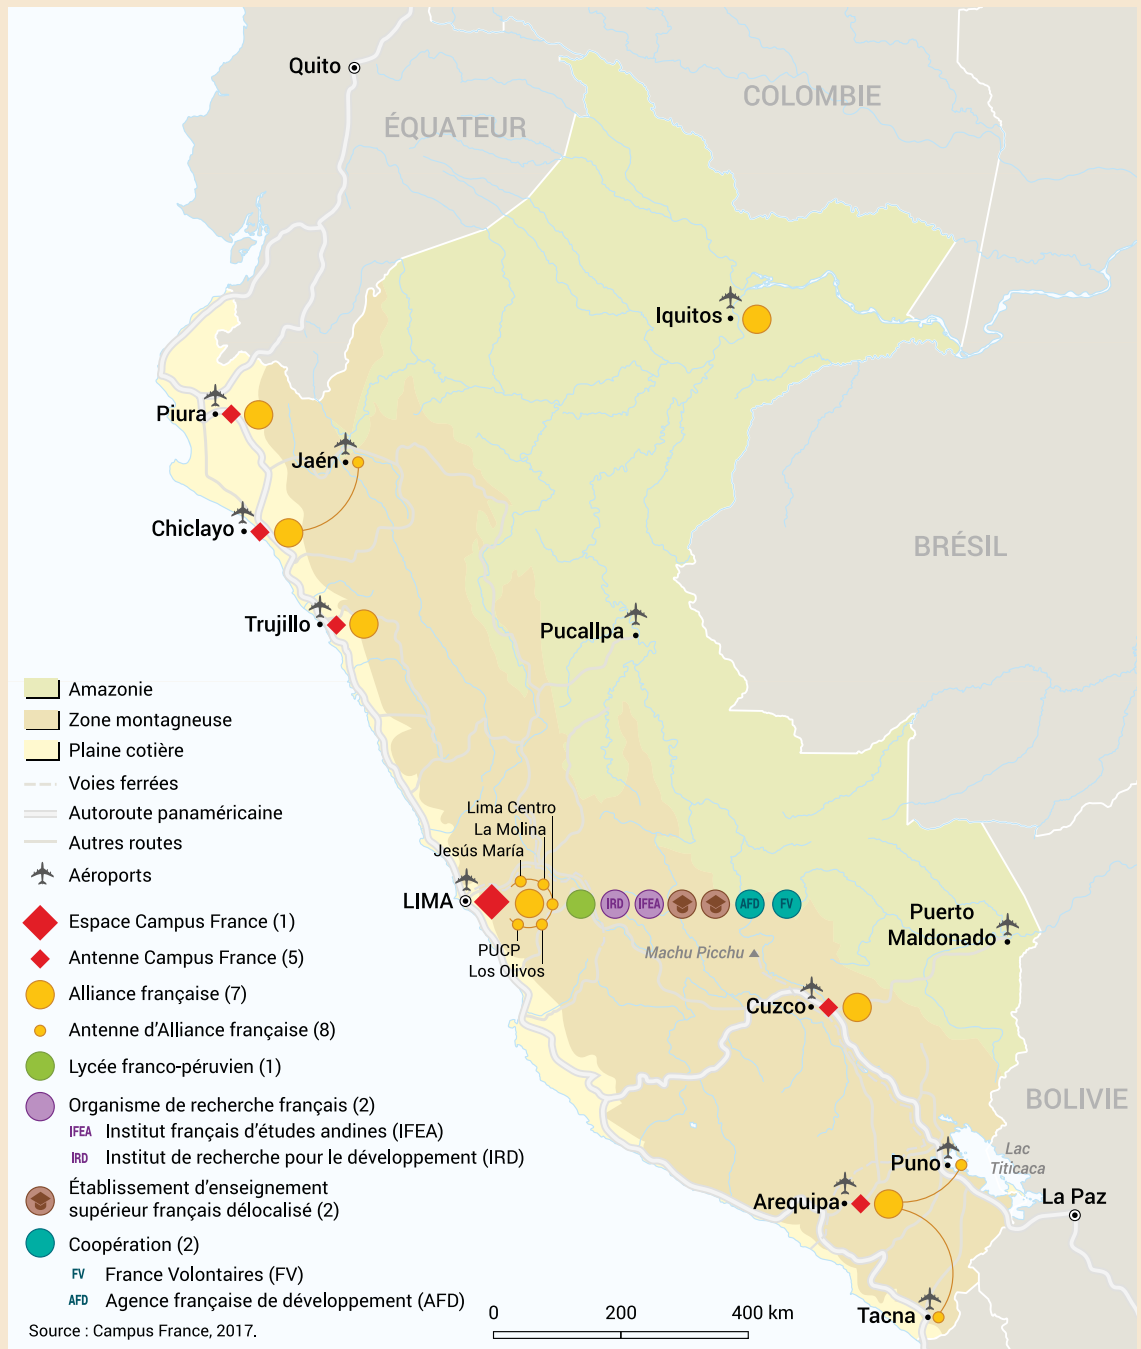 Quito
COLOMBIE
ÉQUATEUR
Iquitos
Piura
Jaén
Chiclayo
BRÉSIL
Trujillo
Pucallpa
Amazonie
Zone montagneuse
Plaine cotière
Voies ferrées
Autoroute panaméricaine
Autres routes
Aéroports
Espace Campus France (1)
Antenne Campus France (5)
Alliance française (7)
Antenne d'Alliance française (8)
Lycée franco-péruvien (1)
Organisme de recherche français (2)
IFEA Institut français d'études andines (IFEA)
IRD Institut de recherche pour le développement (IRD)
Établissement d'enseignement
supérieur français délocalisé (2)
Coopération (2)
FV France Volontaires (FV)
AFD Agence française de développement (AFD)
Source : Campus France, 2017.
Lima Centro
La Molina
Jesús María
LIMA
IRD IFEA AFD FV
PUCP
Los Olivos
Machu Picchu
Puerto
Maldonado
Cuzco
BOLIVIE
Puno
Lac
Titicaca
Arequipa
La Paz
Tacna
0 200 400 km